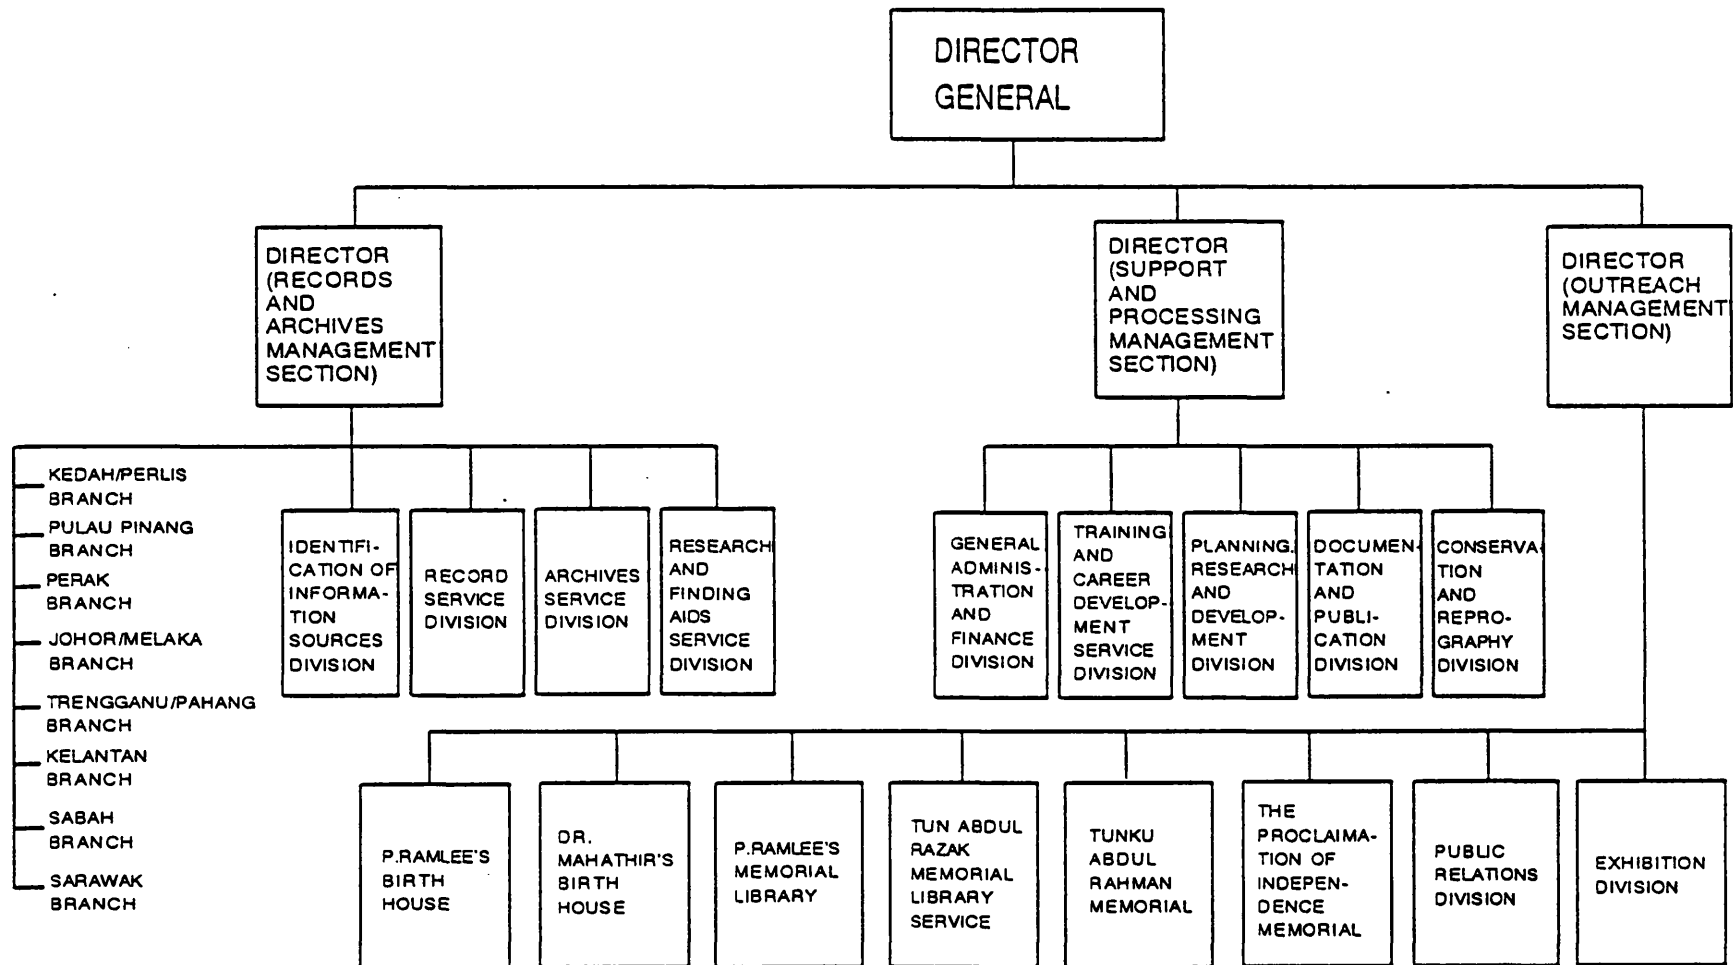 DIRECTOR
GENERAL
DIRECTOR
(RECORDS
AND
ARCHIVES
MANAGEMENT
SECTION)
DIRECTOR
(SUPPORT
AND
PROCESSING
MANAGEMENT
SECTION)
DIRECTOR
(OUTREACH
MANAGEMENT
SECTION)
KEDAH/PERLIS
BRANCH
PULAU PINANG
BRANCH
PERAK
BRANCH
JOHOR/MELAKA
BRANCH
TRENGGANU/PAHANG
BRANCH
KELANTAN
BRANCH
SABAH
BRANCH
SARAWAK
BRANCH
IDENTIFI-
CATION OF
INFORMA-
TION
SOURCES
DIVISION
RECORD
SERVICE
DIVISION
ARCHIVES
SERVICE
DIVISION
RESEARCH
AND
FINDING
AIDS
SERVICE
DIVISION
GENERAL
ADMINIS-
TRATION
AND
FINANCE
DIVISION
TRAINING
AND
CAREER
DEVELOP-
MENT
SERVICE
DIVISION
PLANNING.
RESEARCH
AND
DEVELOP-
MENT
DIVISION
DOCUMEN-
TATION
AND
PUBLI-
CATION
DIVISION
CONSERVA-
TION
AND
REPRO-
GRAPHY
DIVISION
P.RAMLEE'S
BIRTH
HOUSE
DR.
MAHATHIR'S
BIRTH
HOUSE
P.RAMLEE'S
MEMORIAL
LIBRARY
TUN ABDUL
RAZAK
MEMORIAL
LIBRARY
SERVICE
TUNKU
ABDUL
RAHMAN
MEMORIAL
THE
PROCLAIMA-
TION OF
INDEPEN-
DENCE
MEMORIAL
PUBLIC
RELATIONS
DIVISION
EXHIBITION
DIVISION